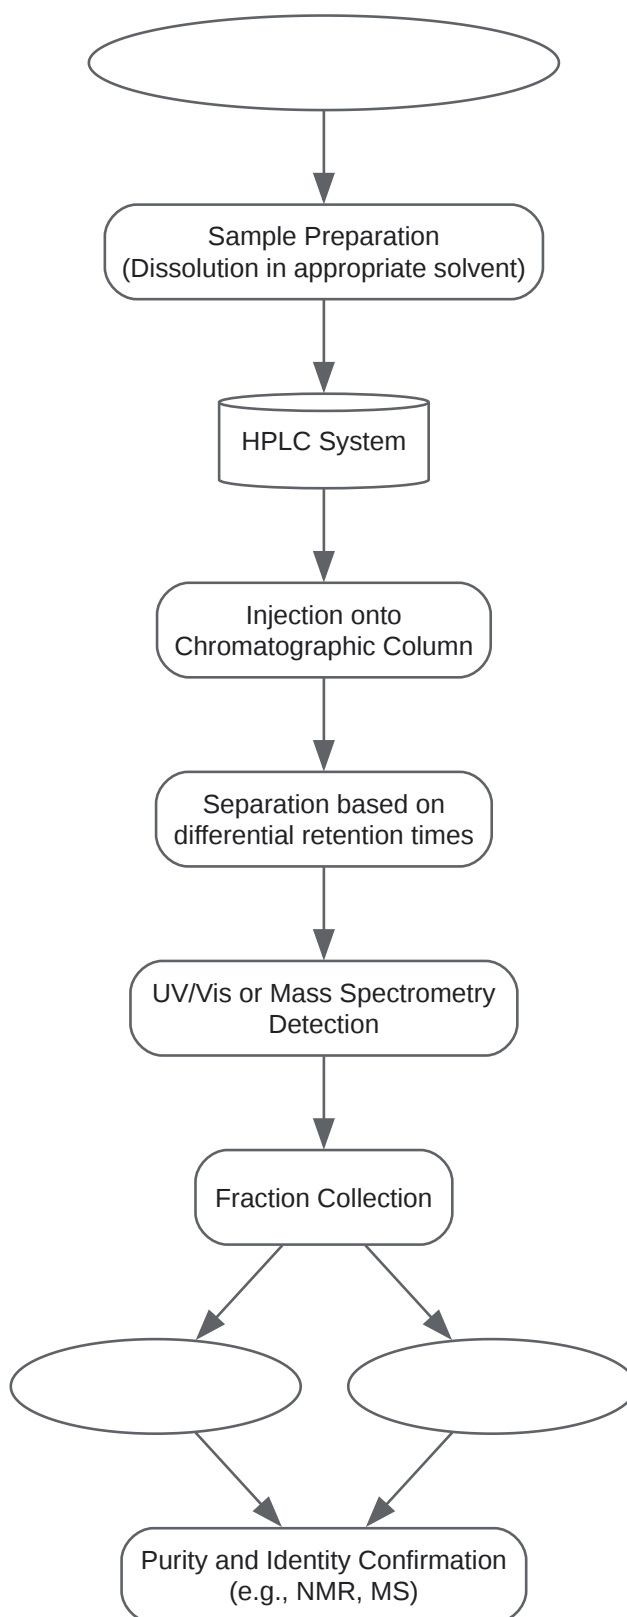 Sample Preparation
(Dissolution in appropriate solvent)
HPLC System
Injection onto
Chromatographic Column
Separation based on
differential retention times
UV/Vis or Mass Spectrometry
Detection
Fraction Collection
Purity and Identity Confirmation
(e.g., NMR, MS)